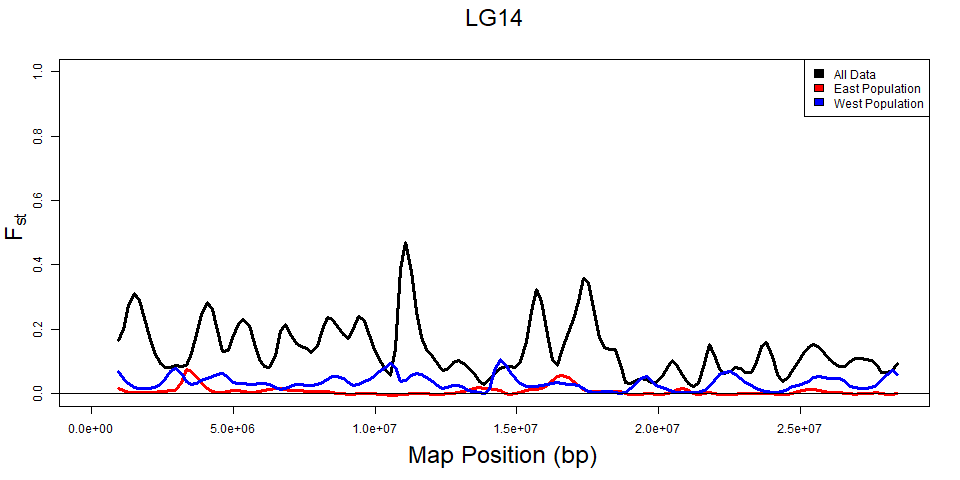 LG14
All Data
East Population
West Population
1.0
0.8
0.6
0.4
0.2
0.0
Fst
0.0e+00 5.0e+06 1.0e+07 1.5e+07 2.0e+07 2.5e+07
Map Position (bp)